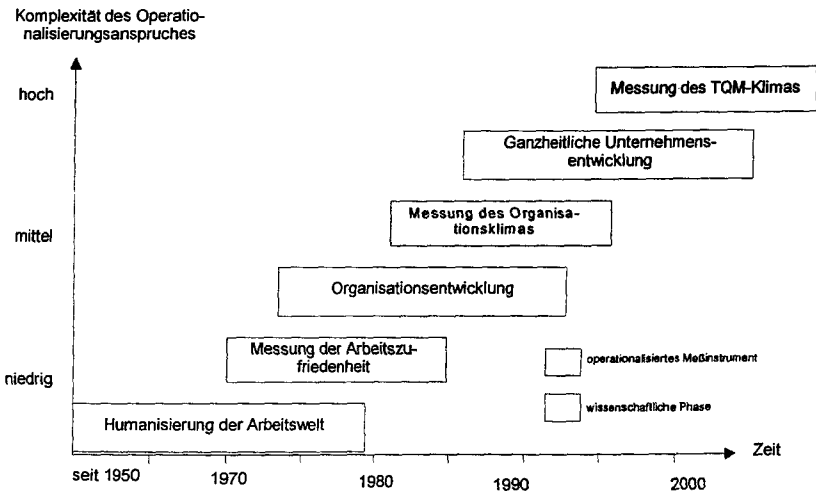 Komplexität des Operatio-
nalisierungsanspruches
hoch
Messung des TQM-Klimas
Ganzheitliche Unternehmens-
entwicklung
Messung des Organisa-
tionsklimas
mittel
Organisationsentwicklung
Messung der Arbeitszu-
friedenheit
operationalisiertes Meßinstrument
niedrig
wissenschaftliche Phase
Humanisierung der Arbeitswelt
Zeit
seit 1950
1970
1980
1990
2000